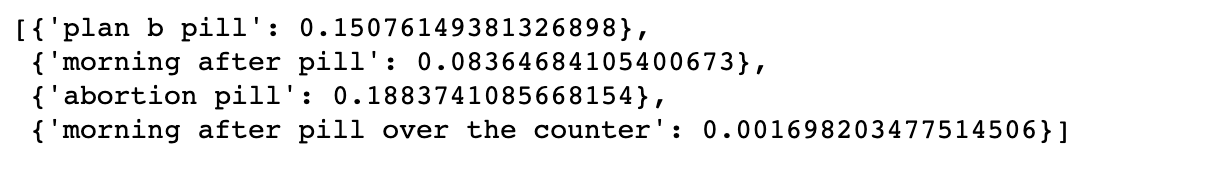 [{'plan b pill': 0.15076149381326898},
{'morning after pill': 0.08364684105400673},
{'abortion pill': 0.1883741085668154},
{'morning after pill over the counter': 0.001698203477514506}]